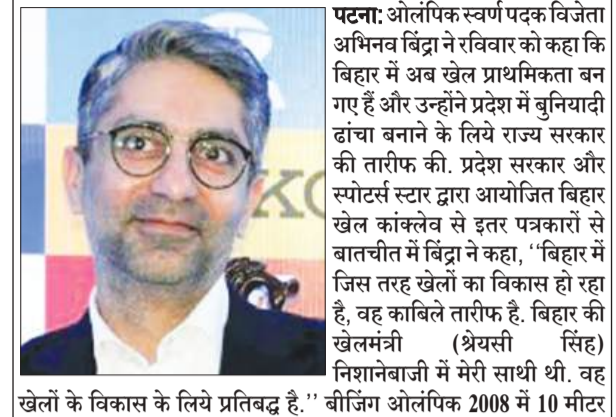 पटना: ओलंपिक स्वर्ण पदक विजेता
अभिनव बिंद्रा ने रविवार को कहा कि
बिहार में अब खेल प्राथमिकता बन
गए हैं और उन्होंने प्रदेश में बुनियादी
ढांचा बनाने के लिये राज्य सरकार
की तारीफ की. प्रदेश सरकार और
स्पोटर्स स्टार द्वारा आयोजित बिहार
खेल कांक्लेव से इतर पत्रकारों से
बातचीत में बिंद्रा ने कहा, ‘‘बिहार में
जिस तरह खेलों का विकास हो रहा
है, वह काबिले तारीफ है. बिहार की
खेलमंत्री (श्रेयसी सिंह)
निशानेबाजी में मेरी साथी थी. वह
खेलों के विकास के लिये प्रतिबद्ध है.’’ बीजिंग ओलंपिक 2008 में 10 मीटर